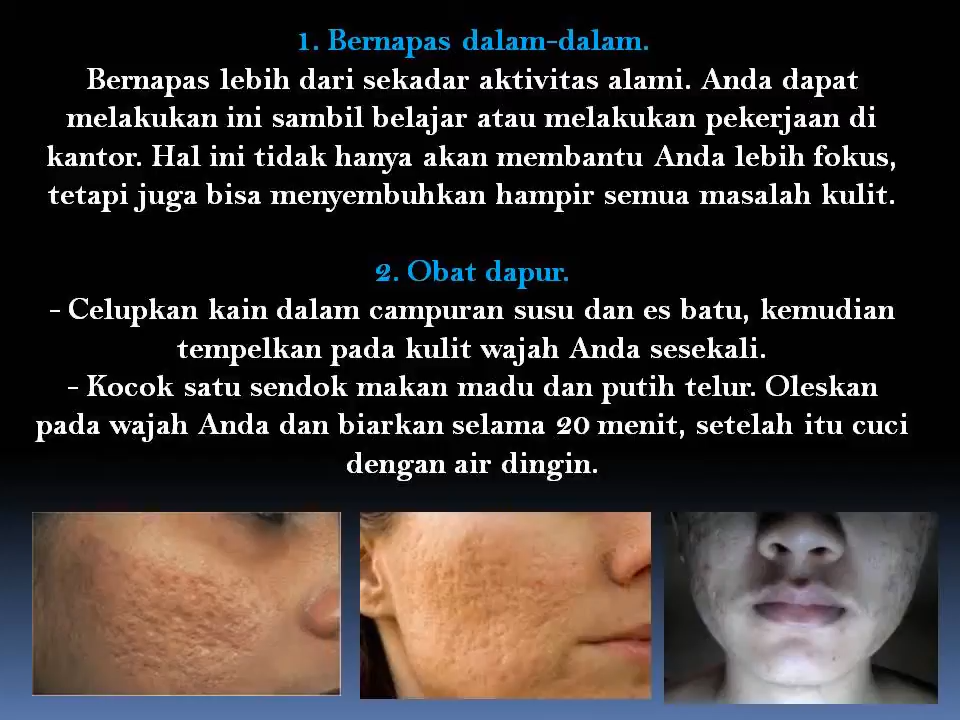 1. Bernapas dalam-dalam.
Bernapas lebih dari sekadar aktivitas alami. Anda dapat
melakukan ini sambil belajar atau melakukan pekerjaan di
kantor. Hal ini tidak hanya akan membantu Anda lebih fokus,
tetapi juga bisa menyembuhkan hampir semua masalah kulit.
2. Obat dapur.
- Celupkan kain dalam campuran susu dan es batu, kemudian
tempelkan pada kulit wajah Anda sesekali.
- Kocok satu sendok makan madu dan putih telur. Oleskan
pada wajah Anda dan biarkan selama 20 menit, setelah itu cuci
dengan air dingin.